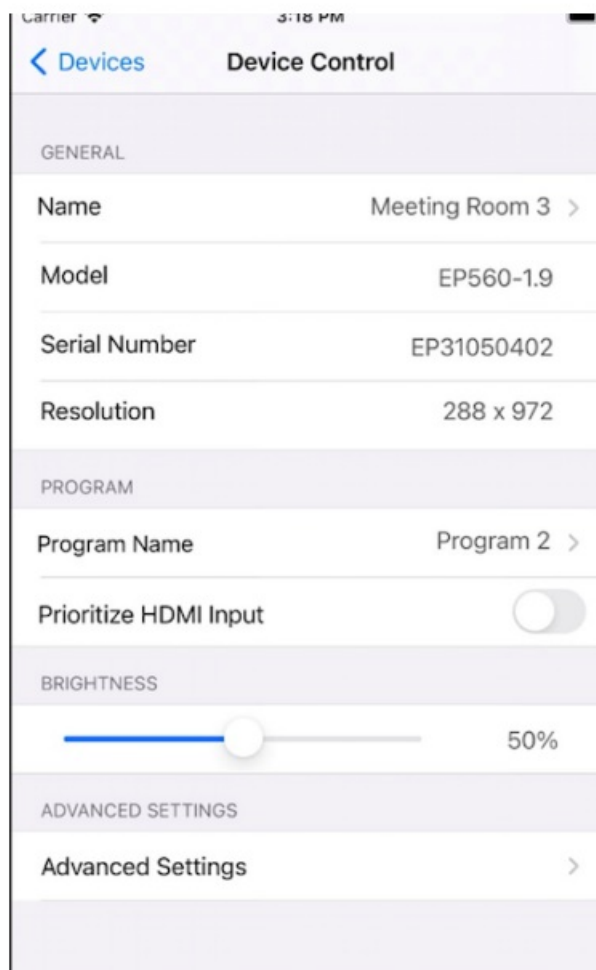 Carrier 3:18 PM
Devices Device Control
GENERAL
Name Meeting Room 3
Model EP560-1.9
Serial Number EP31050402
Resolution 288 x 972
PROGRAM
Program Name Program 2
Prioritize HDMI Input
BRIGHTNESS
50%
ADVANCED SETTINGS
Advanced Settings